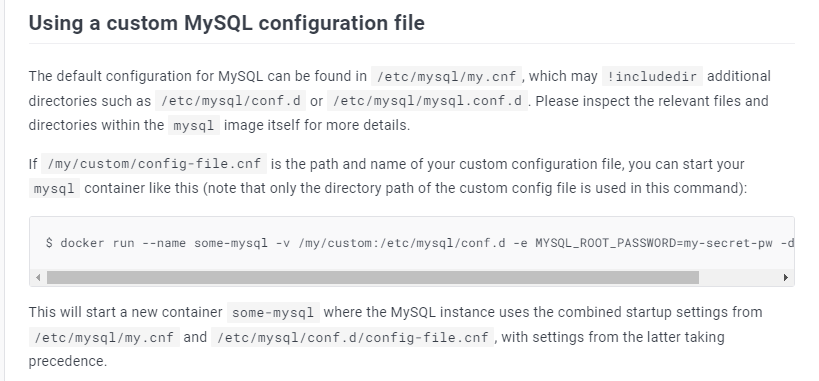 Using a custom MySQL configuration file
The default configuration for MySQL can be found in /etc/mysql/my.cnf, which may !includedir additional
directories such as /etc/mysql/conf.d or /etc/mysql/mysql.conf.d. Please inspect the relevant files and
directories within the mysql image itself for more details.
If /my/custom/config-file.cnf is the path and name of your custom configuration file, you can start your
mysql container like this (note that only the directory path of the custom config file is used in this command):
$ docker run --name some-mysql -v /my/custom:/etc/mysql/conf.d -e MYSQL_ROOT_PASSWORD=my-secret-pw -d
This will start a new container some-mysql where the MySQL instance uses the combined startup settings from
/etc/mysql/my.cnf and /etc/mysql/conf.d/config-file.cnf, with settings from the latter taking
precedence.